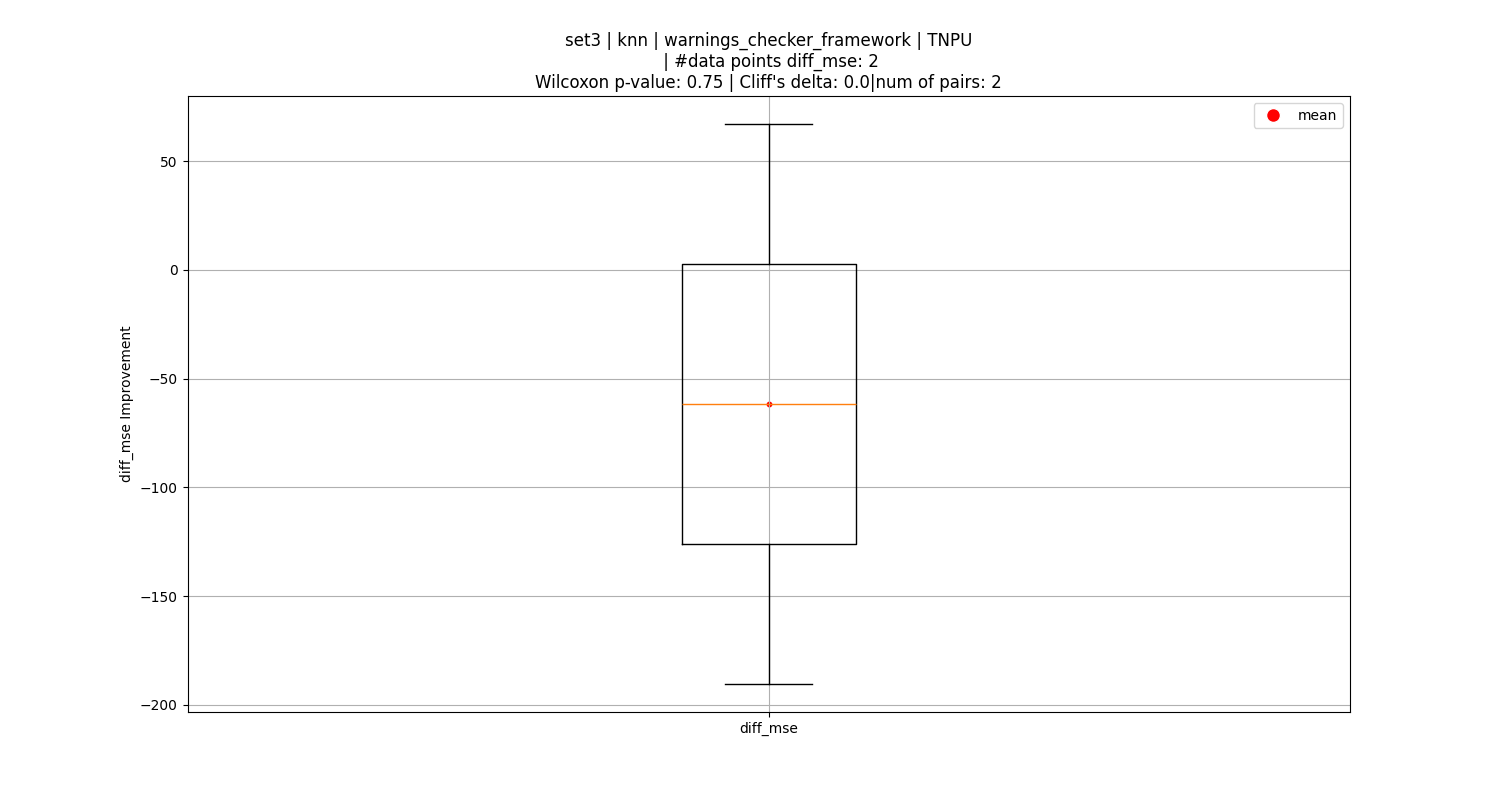 set3 | knn | warnings_checker_framework | TNPU
| #data points diff_mse: 2
Wilcoxon p-value: 0.75 | Cliff's delta: 0.0|num of pairs: 2
mean
50
0
−50
−100
−150
−200
diff_mse Improvement
diff_mse